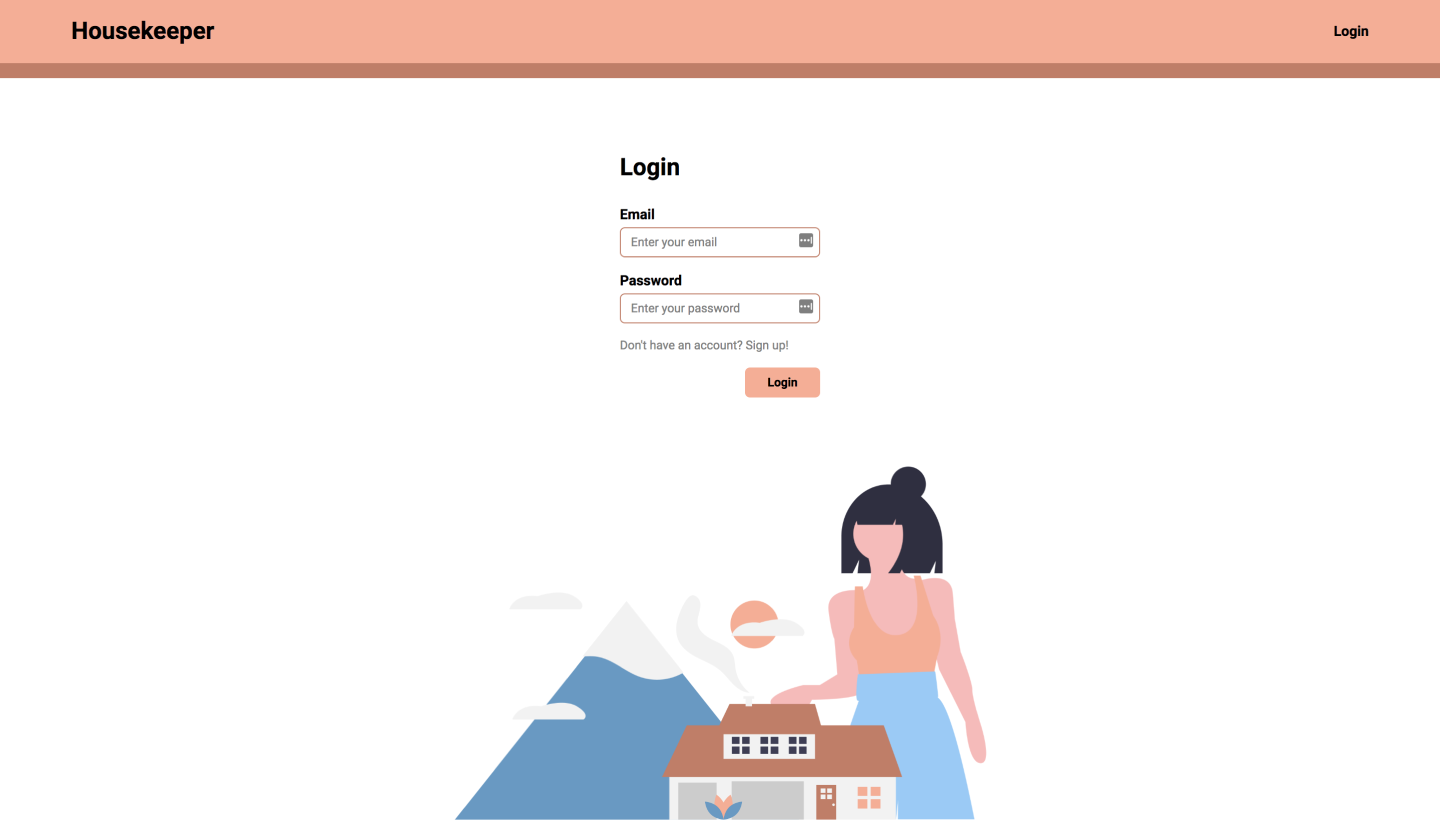 Housekeeper
Login
Login
Email
Enter your email
Password
Enter your password
Don't have an account? Sign up!
Login